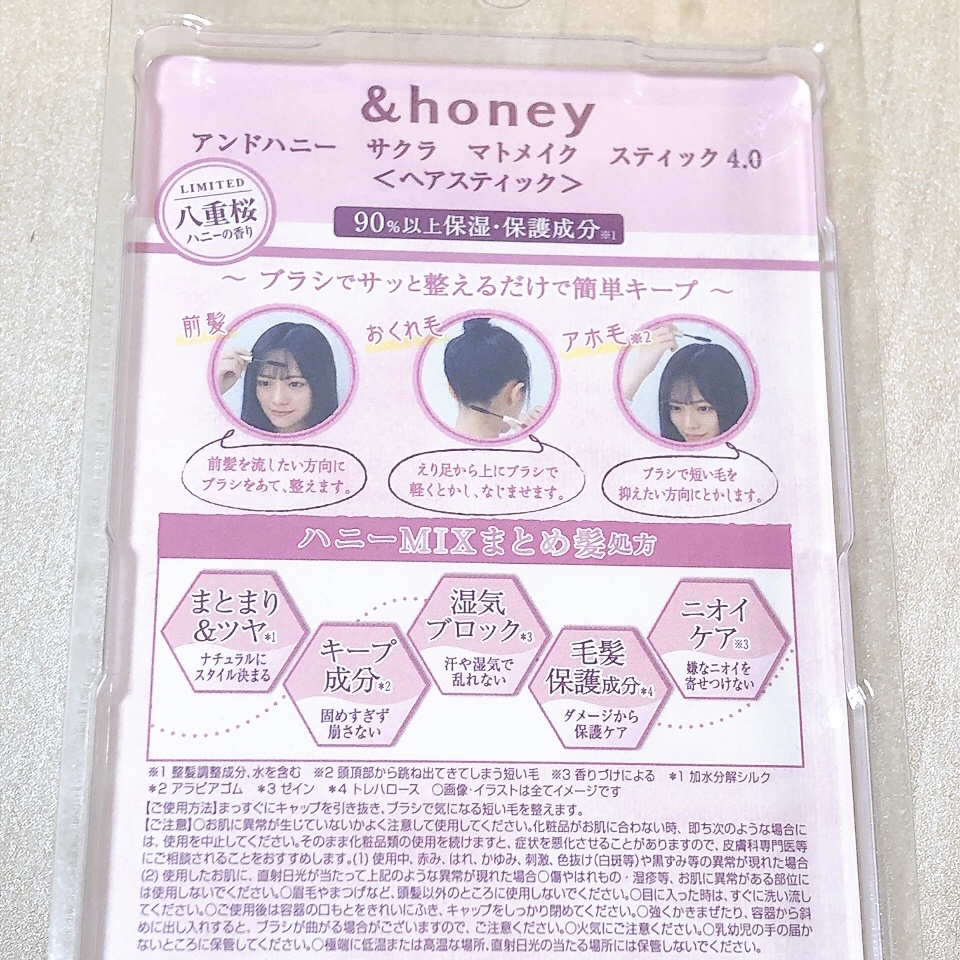 &honey
アンドハニー サクラ マトメイク スティック 4.0
<ヘアスティック>
LIMITED
八重桜
ハニーの香り
90%以上保湿・保護成分※1
~ ブラシでサッと整えるだけで簡単キープ ~
前髪
おくれ毛
アホ毛※2
前髪を流したい方向に
ブラシをあて、整えます。
えり足から上にブラシで
軽くとかし、なじませます。
ブラシで短い毛を
抑えたい方向にとかします。
ハニーMIXまとめ髪処方
まとまり
&ツヤ*1
ナチュラルに
スタイル決まる
キープ
成分*2
固めすぎず
崩さない
湿気
ブロック*3
汗や湿気で
乱れない
毛髪
保護成分*4
ダメージから
保護ケア
ニオイ
ケア※3
嫌なニオイを
寄せつけない
※1 整髪調整成分、水を含む ※2 頭頂部から跳ね出てきてしまう短い毛 ※3 香りづけによる *1 加水分解シルク
*2 アラビアゴム *3 ゼイン *4 トレハロース ○画像・イラストは全てイメージです
【ご使用方法】まっすぐにキャップを引き抜き、ブラシで気になる短い毛を整えます。
【ご注意】○お肌に異常が生じていないかよく注意して使用してください。化粧品がお肌に合わない時、即ち次のような場合に
は、使用を中止してください。そのまま化粧品類の使用を続けますと、症状を悪化させることがありますので、皮膚科専門医等
にご相談されることをおすすめします。(1) 使用中、赤み、はれ、かゆみ、刺激、色抜け(白斑等)や黒ずみ等の異常が現れた場合
(2) 使用したお肌に、直射日光が当たって上記のような異常が現れた場合○傷やはれもの・湿疹等、お肌に異常がある部位に
は使用しないでください。○眉毛やまつげなど、頭髪以外のところに使用しないでください。○目に入った時は、すぐに洗い流し
てください。○ご使用後は容器の口もとをきれいにふき、キャップをしっかり閉めてください。○強くかきまぜたり、容器から斜
めに出し入れすると、ブラシが曲がる場合がございますので、ご注意ください。○火気にご注意ください。○乳幼児の手の届か
ないところに保管してください。○極端に低温または高温な場所、直射日光の当たる場所には保管しないでください。